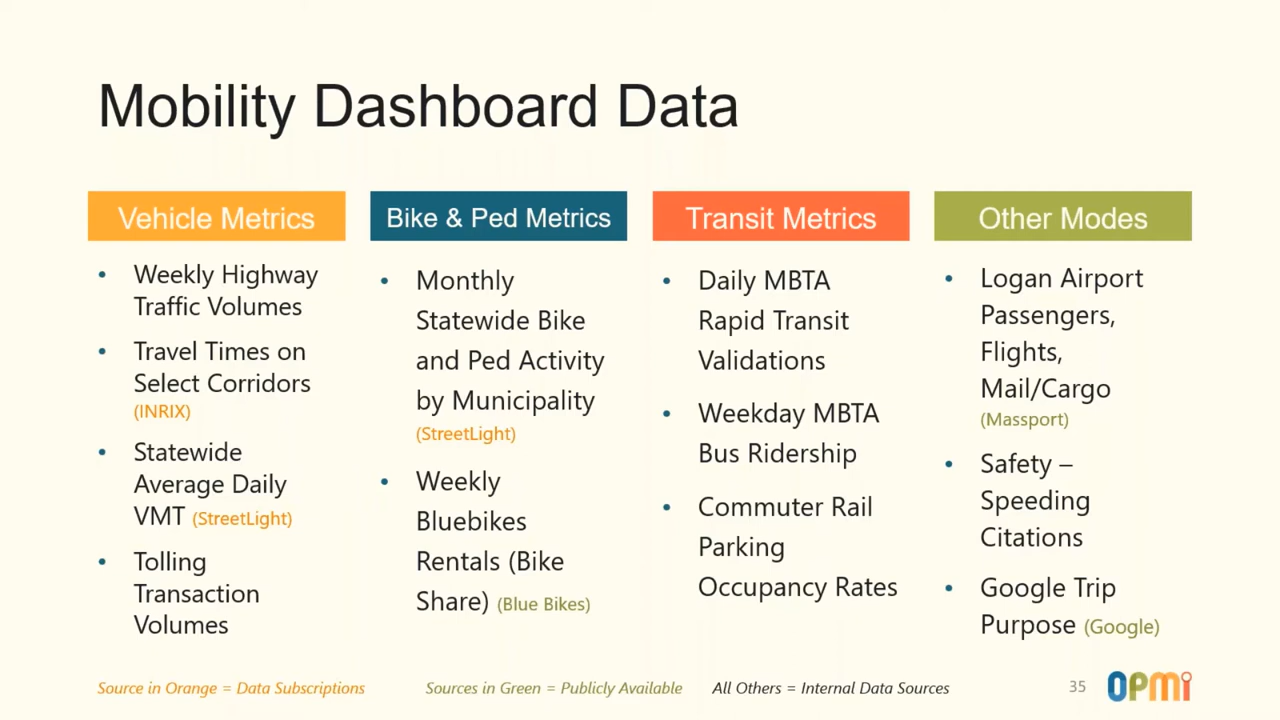 Mobility Dashboard Data
Vehicle Metrics
• Weekly Highway
Traffic Volumes
• Travel Times on
Select Corridors
(INRIX)
• Statewide
Average Daily
VMT (StreetLight)
• Tolling
Transaction
Volumes
Bike & Ped Metrics
• Monthly
Statewide Bike
and Ped Activity
by Municipality
(StreetLight)
• Weekly
Bluebikes
Rentals (Bike
Share) (Blue Bikes)
Transit Metrics
• Daily MBTA
Rapid Transit
Validations
• Weekday MBTA
Bus Ridership
• Commuter Rail
Parking
Occupancy Rates
Other Modes
• Logan Airport
Passengers,
Flights,
Mail/Cargo
(Massport)
• Safety –
Speeding
Citations
• Google Trip
Purpose (Google)
Source in Orange = Data Subscriptions
Sources in Green = Publicly Available
All Others = Internal Data Sources
35
OPMi